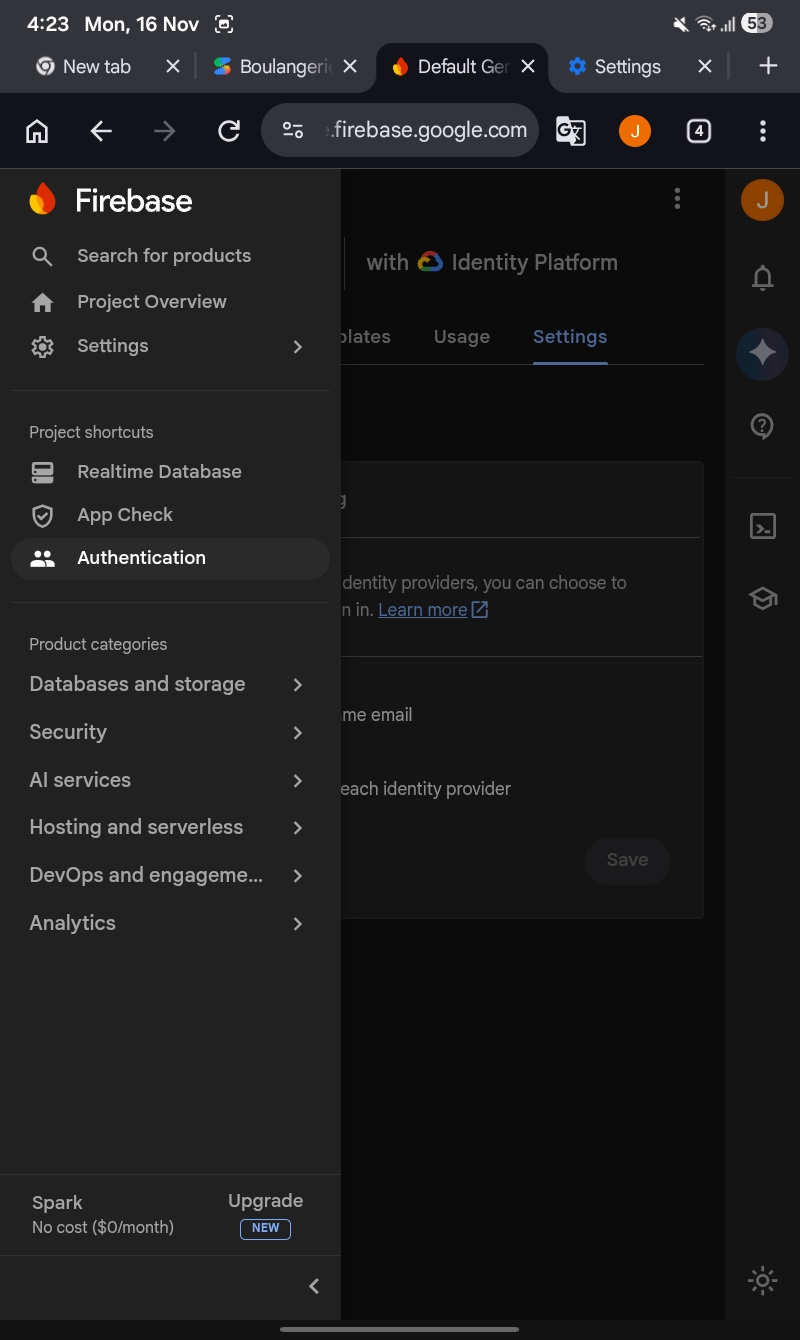 4:23 Mon, 16 Nov 53
New tab Boulangerie Default Ger Settings
.firebase.google.com J 4
Firebase
J
Search for products
with Identity Platform
Project Overview
plates Usage Settings
Settings
Project shortcuts
Realtime Database
g
App Check
Authentication
dentity providers, you can choose to
n in. Learn more
Product categories
Databases and storage
me email
Security
AI services
each identity provider
Hosting and serverless
Save
DevOps and engageme...
Analytics
Spark Upgrade
No cost ($0/month) NEW